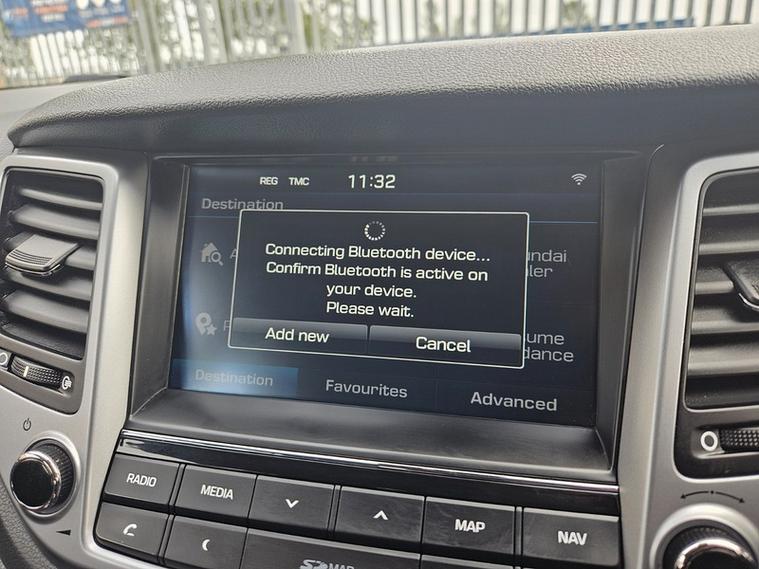 REG TMC 11:32
Destination
Connecting Bluetooth device...
Confirm Bluetooth is active on
your device.
Please wait.
Add new Cancel
Destination Favourites Advanced
RADIO MEDIA MAP NAV